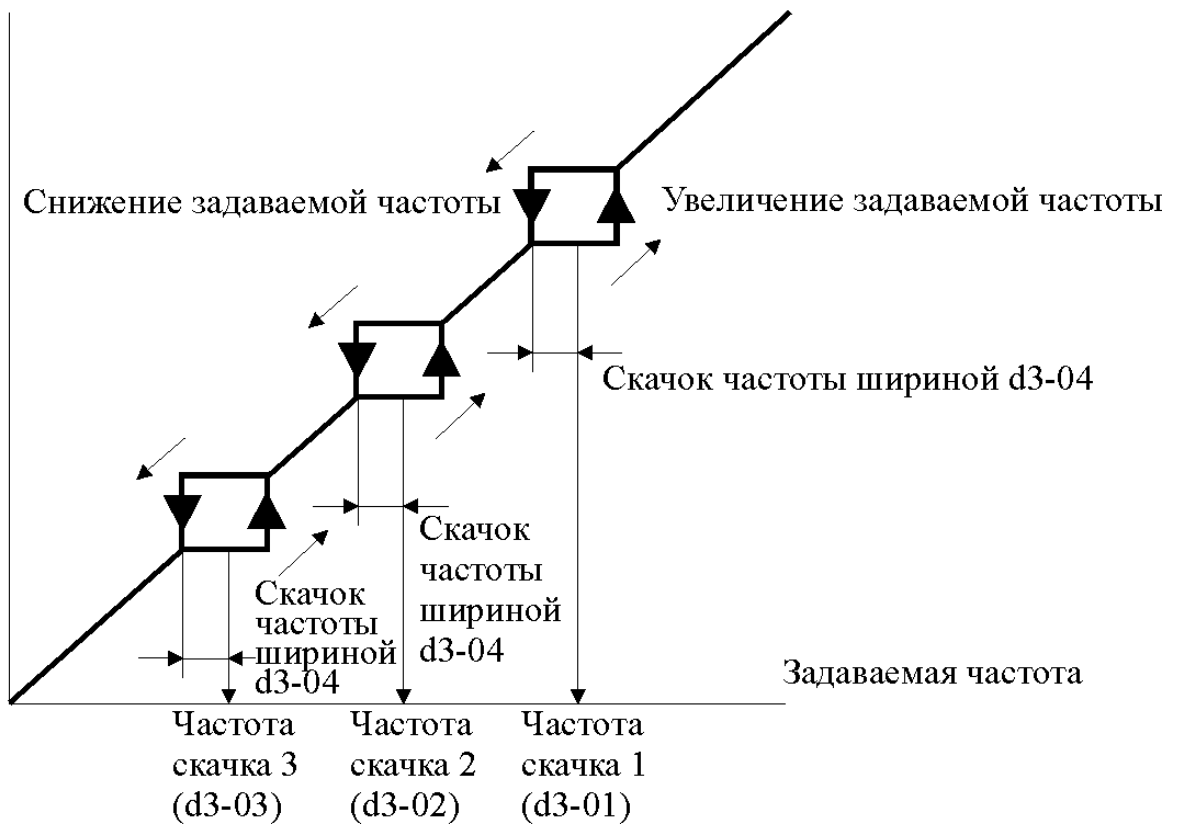 Снижение задаваемой частоты
Увеличение задаваемой частоты
Скачок частоты шириной d3-04
Скачок
частоты
шириной
d3-04
Скачок
частоты
шириной
d3-04
Задаваемая частота
Частота
скачка 3
(d3-03)
Частота
скачка 2
(d3-02)
Частота
скачка 1
(d3-01)